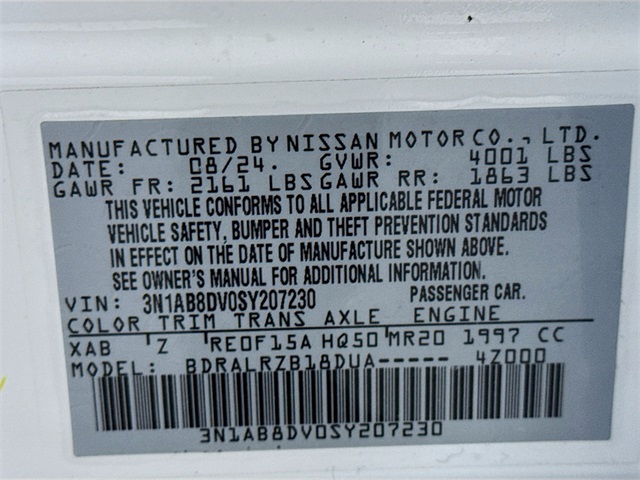 MANUFACTURED BY NISSAN MOTOR CO., LTD.
DATE: 08/24. GVWR: 4001 LBS
GAWR FR: 2161 LBS GAWR RR: 1863 LBS
THIS VEHICLE CONFORMS TO ALL APPLICABLE FEDERAL MOTOR
VEHICLE SAFETY, BUMPER AND THEFT PREVENTION STANDARDS
IN EFFECT ON THE DATE OF MANUFACTURE SHOWN ABOVE.
SEE OWNER'S MANUAL FOR ADDITIONAL INFORMATION.
VIN: 3N1AB8DV0SY207230 PASSENGER CAR.
COLOR TRIM TRANS AXLE ENGINE
XAB Z RE0F15A HQ50 MR20 1997 CC
MODEL: BDRALRZB18DUA----- 4Z000
3N1AB8DV0SY207230